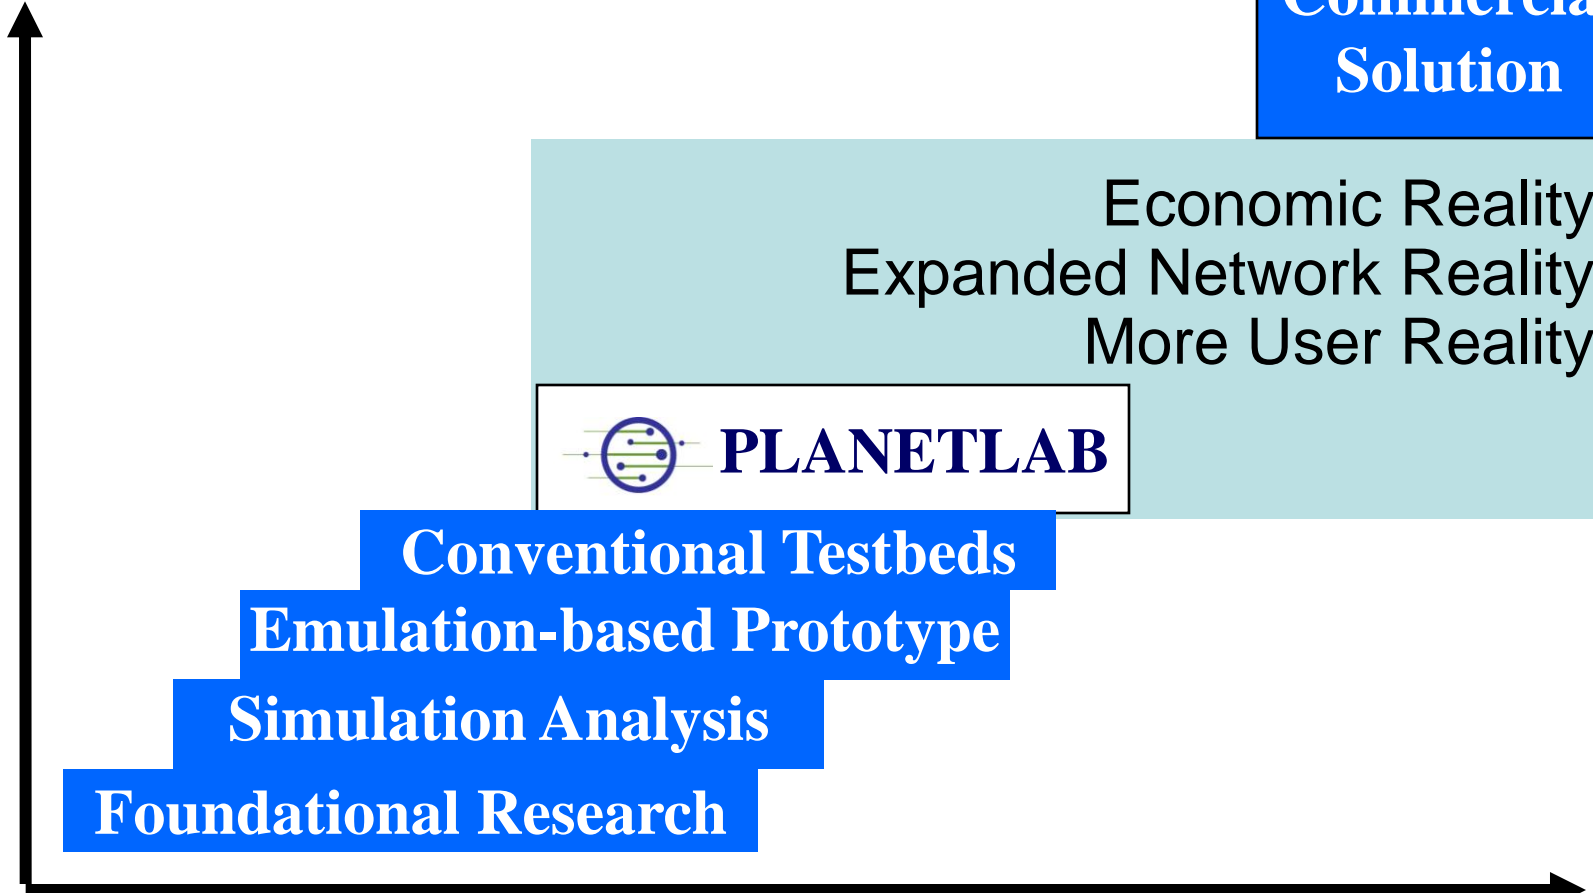 Solution
Economic Reality
Expanded Network Reality
More User Reality
PLANETLAB
Conventional Testbeds
Emulation-based Prototype
Simulation Analysis
Foundational Research